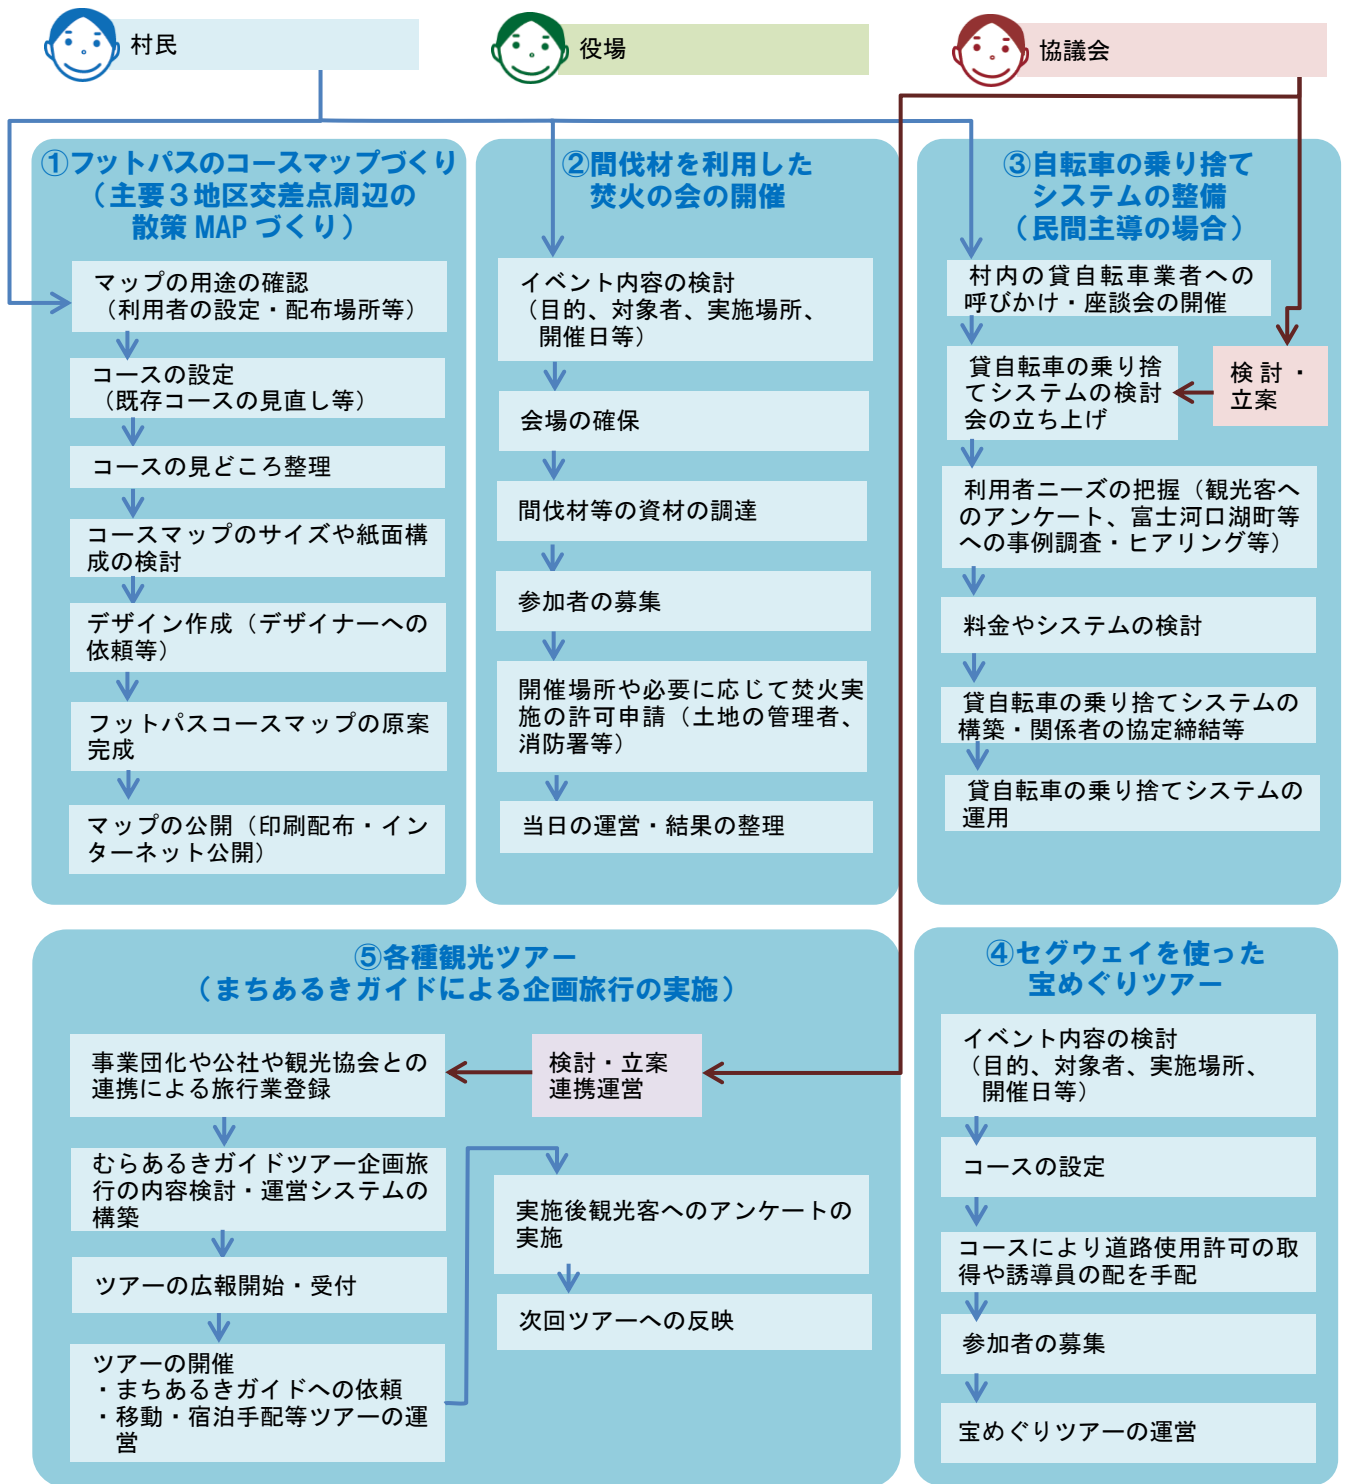 村民
役場
協議会
①フットパスのコースマップづくり
（主要３地区交差点周辺の
散策 MAP づくり）
マップの用途の確認
（利用者の設定・配布場所等）
コースの設定
（既存コースの見直し等）
コースの見どころ整理
コースマップのサイズや紙面構
成の検討
デザイン作成（デザイナーへの
依頼等）
フットパスコースマップの原案
完成
マップの公開（印刷配布・イン
ターネット公開）
②間伐材を利用した
焚火の会の開催
イベント内容の検討
（目的、対象者、実施場所、
開催日等）
会場の確保
間伐材等の資材の調達
参加者の募集
開催場所や必要に応じて焚火実
施の許可申請（土地の管理者、
消防署等）
当日の運営・結果の整理
③自転車の乗り捨て
システムの整備
（民間主導の場合）
村内の貸自転車業者への
呼びかけ・座談会の開催
貸自転車の乗り捨
てシステムの検討
会の立ち上げ
検討・
立案
利用者ニーズの把握（観光客へ
のアンケート、富士河口湖町等
への事例調査・ヒアリング等）
料金やシステムの検討
貸自転車の乗り捨てシステムの
構築・関係者の協定締結等
貸自転車の乗り捨てシステムの
運用
⑤各種観光ツアー
（まちあるきガイドによる企画旅行の実施）
事業団化や公社や観光協会との
連携による旅行業登録
検討・立案
連携運営
むらあるきガイドツアー企画旅
行の内容検討・運営システムの
構築
ツアーの広報開始・受付
ツアーの開催
・まちあるきガイドへの依頼
・移動・宿泊手配等ツアーの運
営
実施後観光客へのアンケートの
実施
次回ツアーへの反映
④セグウェイを使った
宝めぐりツアー
イベント内容の検討
（目的、対象者、実施場所、
開催日等）
コースの設定
コースにより道路使用許可の取
得や誘導員の配を手配
参加者の募集
宝めぐりツアーの運営